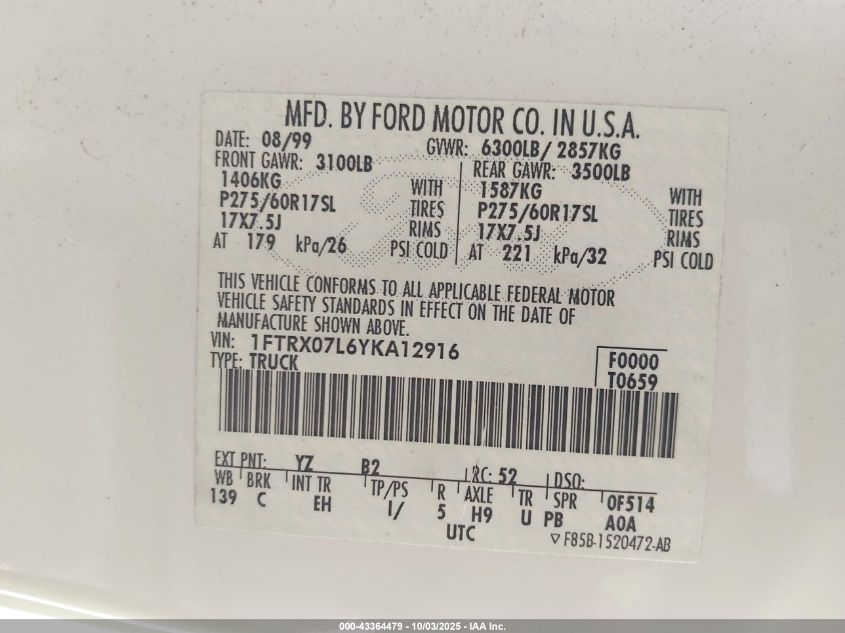 MFD. BY FORD MOTOR CO. IN U.S.A.
DATE: 08/99 GVWR: 6300LB/ 2857KG
FRONT GAWR: 3100LB REAR GAWR: 3500LB
1406KG WITH 1587KG WITH
P275/60R17SL TIRES P275/60R17SL TIRES
17X7.5J RIMS 17X7.5J RIMS
AT 179 kPa/26 PSI COLD AT 221 kPa/32 PSI COLD
THIS VEHICLE CONFORMS TO ALL APPLICABLE FEDERAL MOTOR
VEHICLE SAFETY STANDARDS IN EFFECT ON THE DATE OF
MANUFACTURE SHOWN ABOVE.
VIN: 1FTRX07L6YKA12916 F0000
TYPE: TRUCK T0659
EXT PNT: YZ B2 RC: 52 DSO:
WB BRK INT TR TP/PS R AXLE TR SPR 0F514
139 C EH I/ 5 H9 U PB A0A
UTC ▽ F85B-1520472-AB
000-43364479 - 10/03/2025 - IAA Inc.